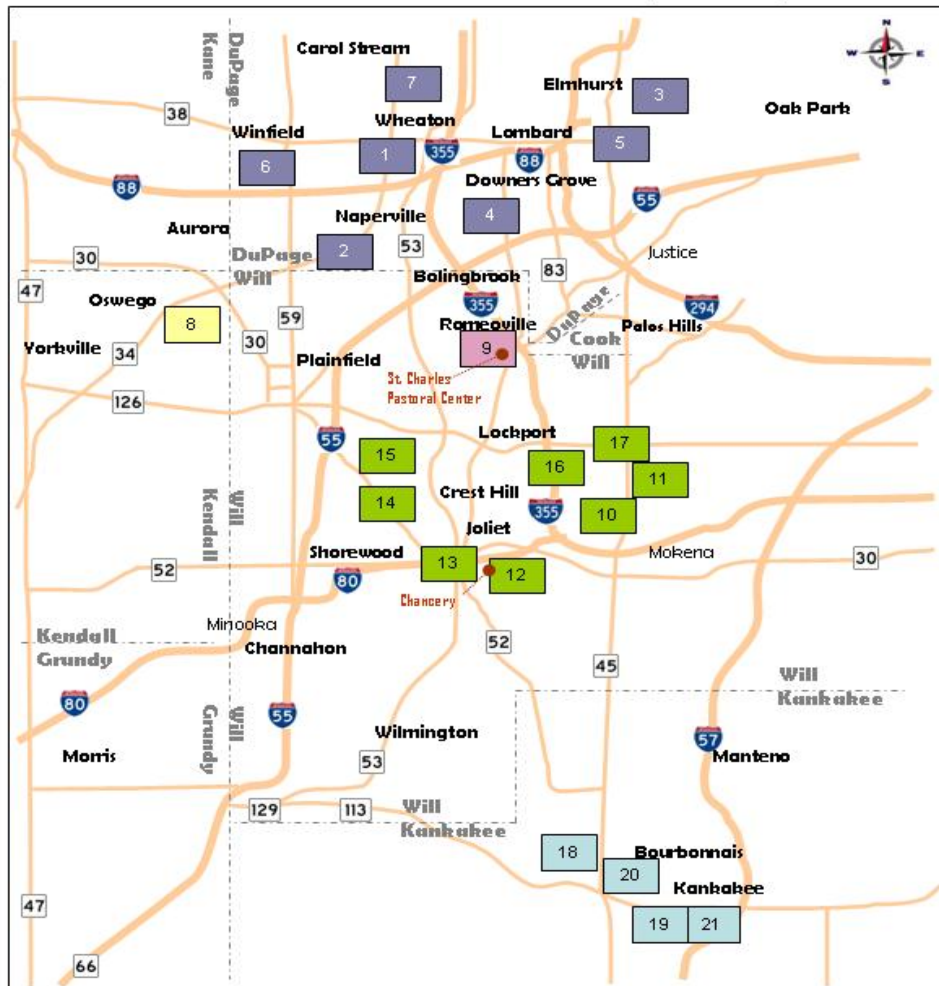 N
W
E
S
Kane
DuPage
Carol Stream
7
Elmhurst
3
Oak Park
38
Winfield
Wheaton
Lombard
6
1
355
88
5
88
Downers Grove
55
Aurora
Naperville
4
30
DuPage
Will
2
53
83
Justice
47
Oswego
Bolingbrook
355
294
8
59
30
Romeoville
DuPage
Cook
Will
Palos Hills
Yorkville
34
Plainfield
9
St. Charles
Pastoral Center
126
55
Lockport
17
15
16
11
Kendall
Will
14
Crest Hill
355
10
Joliet
Shorewood
13
Mokena
52
80
12
30
Chancery
Minooka
Kendall
Grundy
Channahon
52
45
Will
Kankakee
80
55
Grundy
Will
Morris
Wilmington
57
Manteno
53
129
113
Will
Kankakee
18
Bourbonnais
20
Kankakee
47
19
21
66